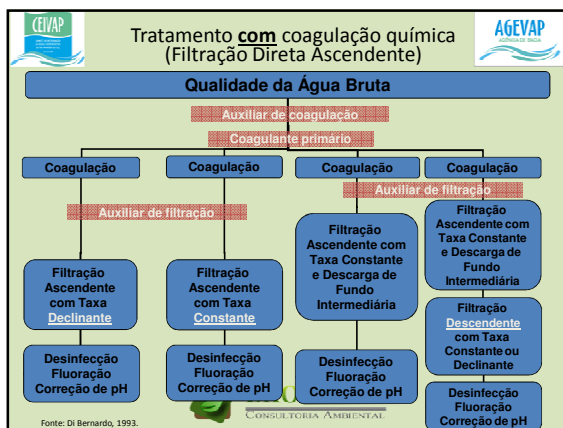 CEIVAP
Tratamento com coagulação química
(Filtração Direta Ascendente)
AGEVAP
AGÊNCIA DE BACIA
Qualidade da Água Bruta
Auxiliar de coagulação
Coagulante primário
Coagulação
Coagulação
Coagulação
Coagulação
Auxiliar de filtração
Auxiliar de filtração
Filtração
Ascendente
com Taxa
Declinante
Filtração
Ascendente
com Taxa
Constante
Filtração
Ascendente com
Taxa Constante
e Descarga de
Fundo
Intermediária
Filtração
Ascendente com
Taxa Constante
e Descarga de
Fundo
Intermediária
Filtração
Descendente
com Taxa
Constante ou
Declinante
Desinfecção
Fluoração
Correção de pH
Desinfecção
Fluoração
Correção de pH
Desinfecção
Fluoração
Correção de pH
Desinfecção
Fluoração
Correção de pH
Consultoria Ambiental
Fonte: Di Bernardo, 1993.